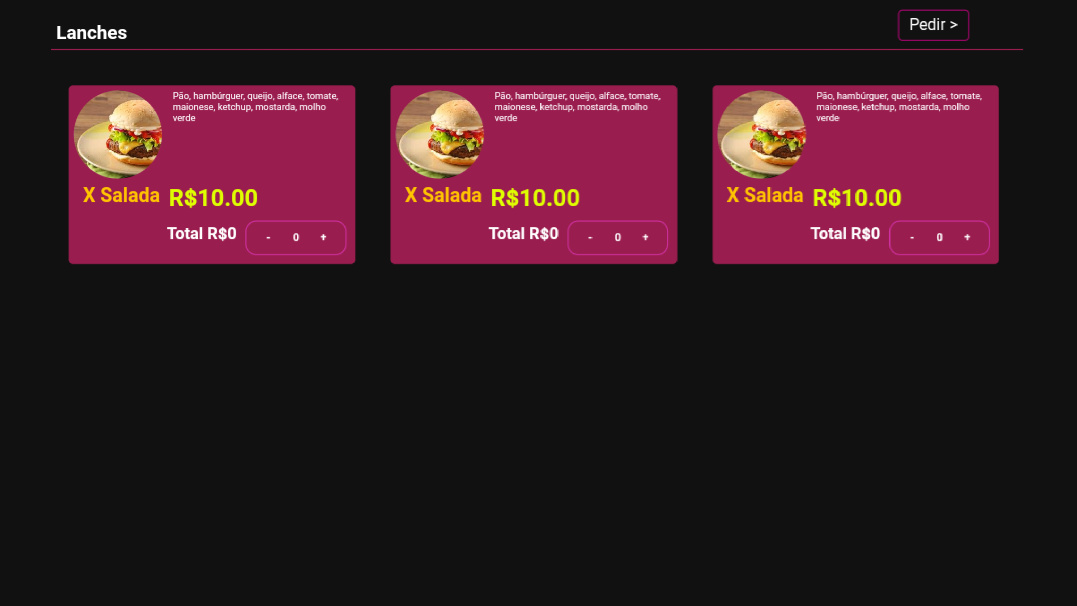 Lanches
Pedir >
Pão, hambúrguer, queijo, alface, tomate,
maionese, ketchup, mostarda, molho
verde
X Salada R$10.00
Total R$0 - 0 +
Pão, hambúrguer, queijo, alface, tomate,
maionese, ketchup, mostarda, molho
verde
X Salada R$10.00
Total R$0 - 0 +
Pão, hambúrguer, queijo, alface, tomate,
maionese, ketchup, mostarda, molho
verde
X Salada R$10.00
Total R$0 - 0 +